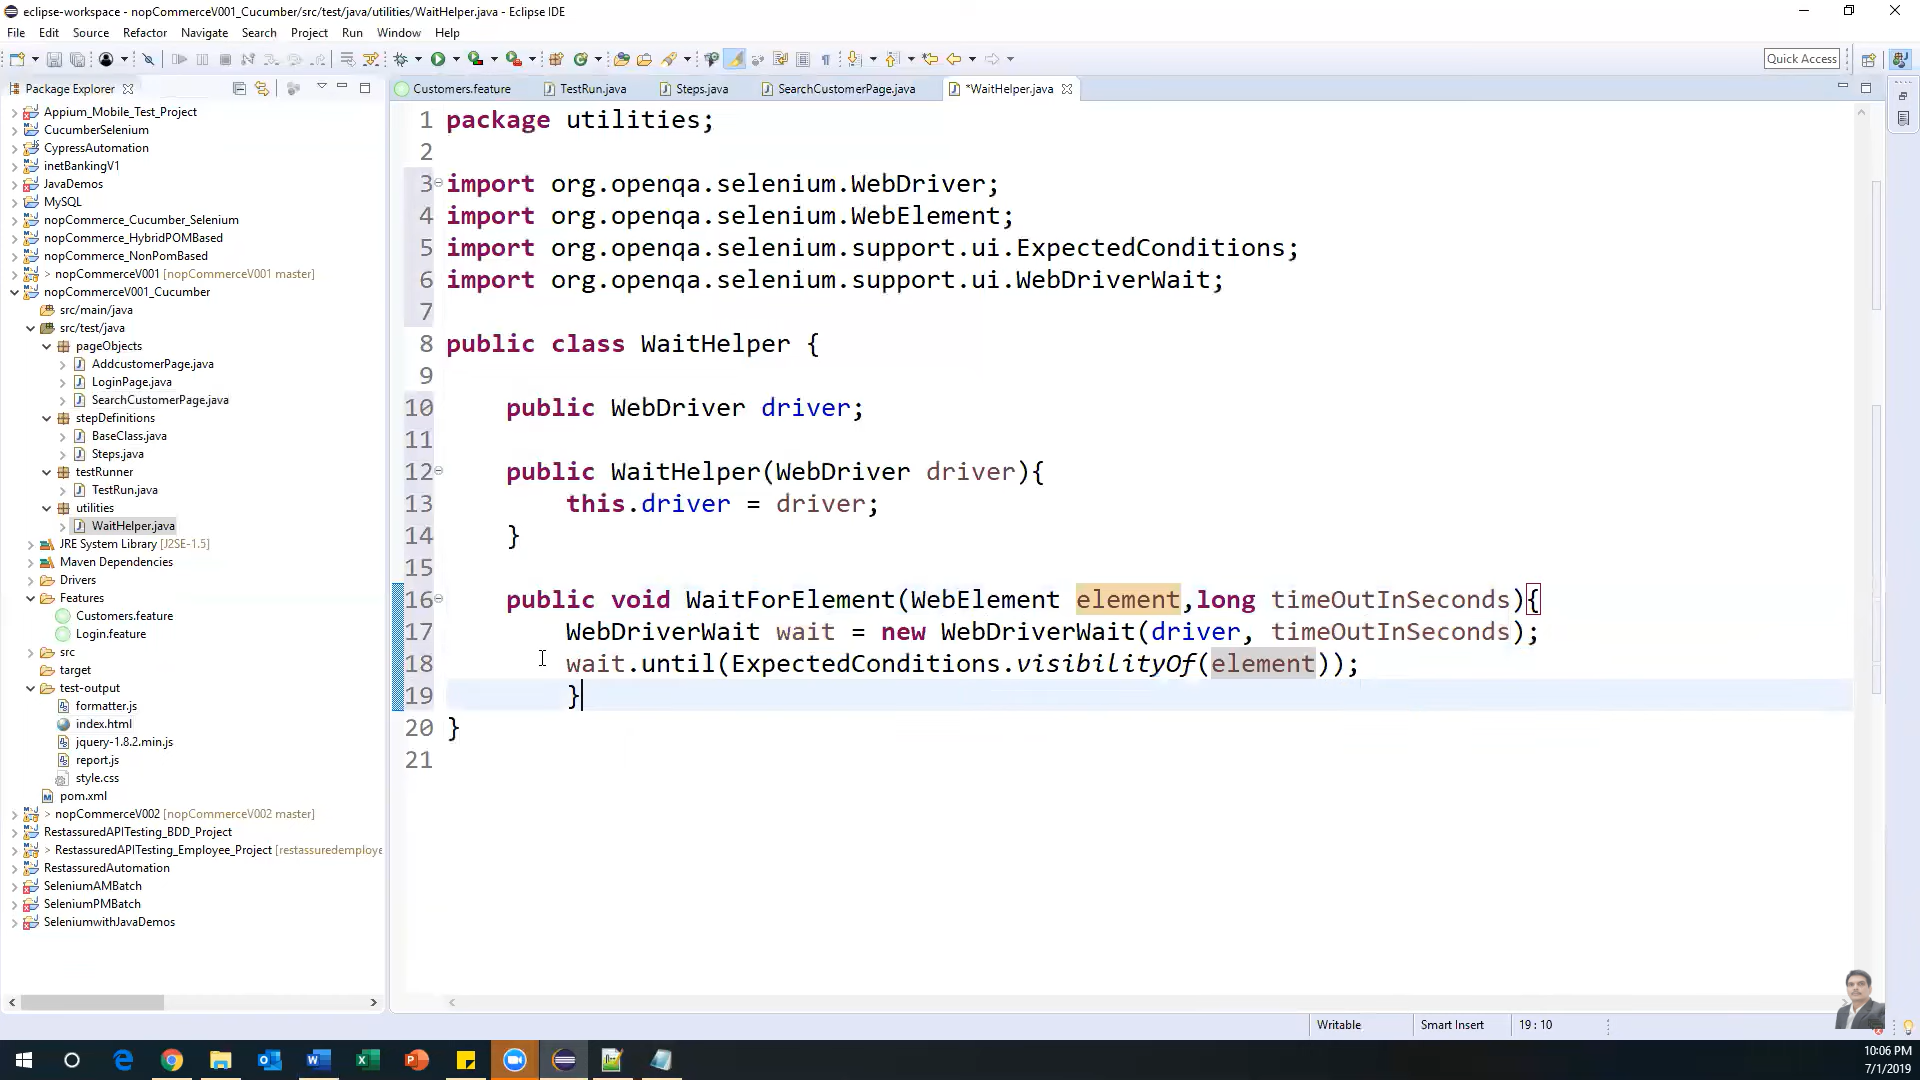 eclipse-workspace - nopCommerceV001_Cucumber/src/test/java/utilities/WaitHelper.java - Eclipse IDE
File Edit Source Refactor Navigate Search Project Run Window Help
Quick Access
Package Explorer
Customers.feature TestRun.java Steps.java SearchCustomerPage.java *WaitHelper.java
Appium_Mobile_Test_Project
CucumberSelenium
CypressAutomation
inetBankingV1
JavaDemos
MySQL
nopCommerce_Cucumber_Selenium
nopCommerce_HybridPOMBased
nopCommerce_NonPomBased
> nopCommerceV001 [nopCommerceV001 master]
nopCommerceV001_Cucumber
src/main/java
src/test/java
pageObjects
AddcustomerPage.java
LoginPage.java
SearchCustomerPage.java
stepDefinitions
BaseClass.java
Steps.java
testRunner
TestRun.java
utilities
WaitHelper.java
JRE System Library [J2SE-1.5]
Maven Dependencies
Drivers
Features
Customers.feature
Login.feature
src
target
test-output
formatter.js
index.html
jquery-1.8.2.min.js
report.js
style.css
pom.xml
> nopCommerceV002 [nopCommerceV002 master]
RestassuredAPITesting_BDD_Project
> RestassuredAPITesting_Employee_Project [restassuredemploye
RestassuredAutomation
SeleniumAMBatch
SeleniumPMBatch
SeleniumwithJavaDemos
1 package utilities;
2
3 import org.openqa.selenium.WebDriver;
4 import org.openqa.selenium.WebElement;
5 import org.openqa.selenium.support.ui.ExpectedConditions;
6 import org.openqa.selenium.support.ui.WebDriverWait;
7
8 public class WaitHelper {
9
10 public WebDriver driver;
11
12 public WaitHelper(WebDriver driver){
13 this.driver = driver;
14 }
15
16 public void WaitForElement(WebElement element,long timeOutInSeconds){
17 WebDriverWait wait = new WebDriverWait(driver, timeOutInSeconds);
18 wait.until(ExpectedConditions.visibilityOf(element));
19 }
20 }
21
Writable Smart Insert 19 : 10
10:06 PM
7/1/2019